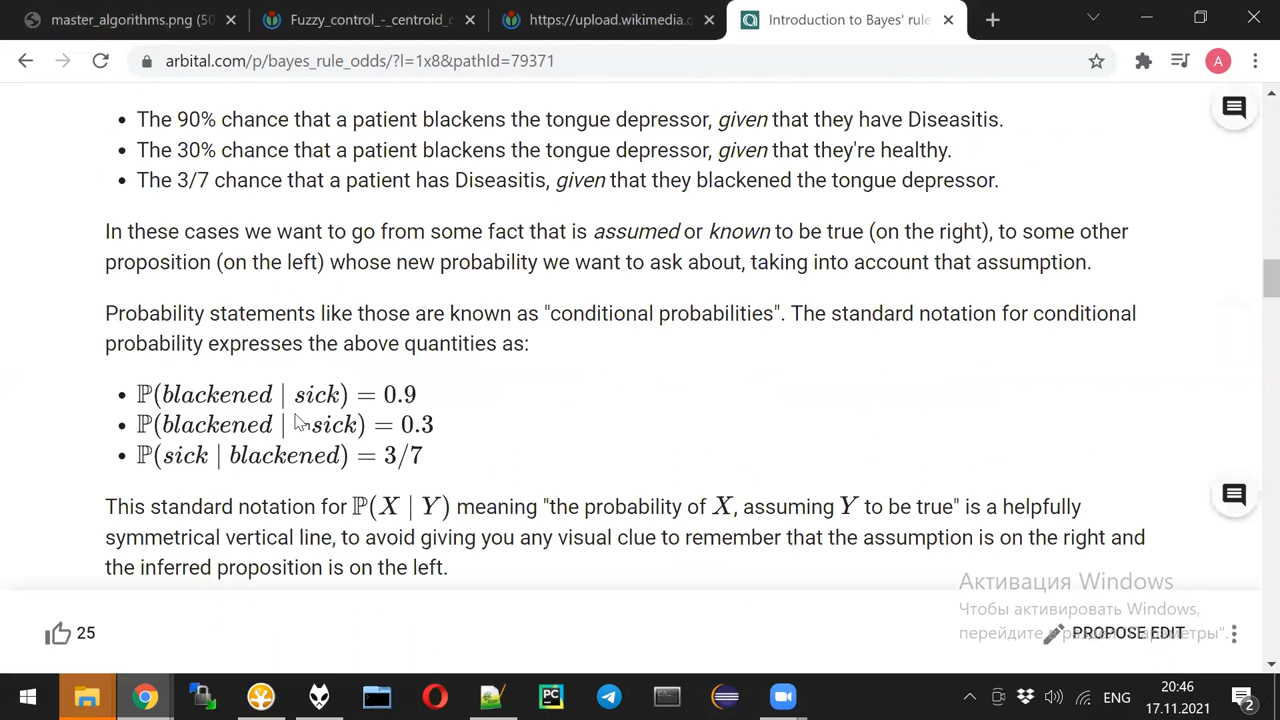 master_algorithms.png (50
Fuzzy_control_-_centroid_c
https://upload.wikimedia.c
Introduction to Bayes' rule
arbital.com/p/bayes_rule_odds/?l=1x8&pathId=79371
A
• The 90% chance that a patient blackens the tongue depressor, given that they have Diseasitis.
• The 30% chance that a patient blackens the tongue depressor, given that they're healthy.
• The 3/7 chance that a patient has Diseasitis, given that they blackened the tongue depressor.
In these cases we want to go from some fact that is assumed or known to be true (on the right), to some other
proposition (on the left) whose new probability we want to ask about, taking into account that assumption.
Probability statements like those are known as "conditional probabilities". The standard notation for conditional
probability expresses the above quantities as:
• ℙ(blackened | sick) = 0.9
• ℙ(blackened | sick) = 0.3
• ℙ(sick | blackened) = 3/7
This standard notation for ℙ(X | Y) meaning "the probability of X, assuming Y to be true" is a helpfully
symmetrical vertical line, to avoid giving you any visual clue to remember that the assumption is on the right and
the inferred proposition is on the left.
Активация Windows
Чтобы активировать Windows,
перейдите в раздел "Параметры".
25
PROPOSE EDIT
PC
ENG
20:46
17.11.2021
2